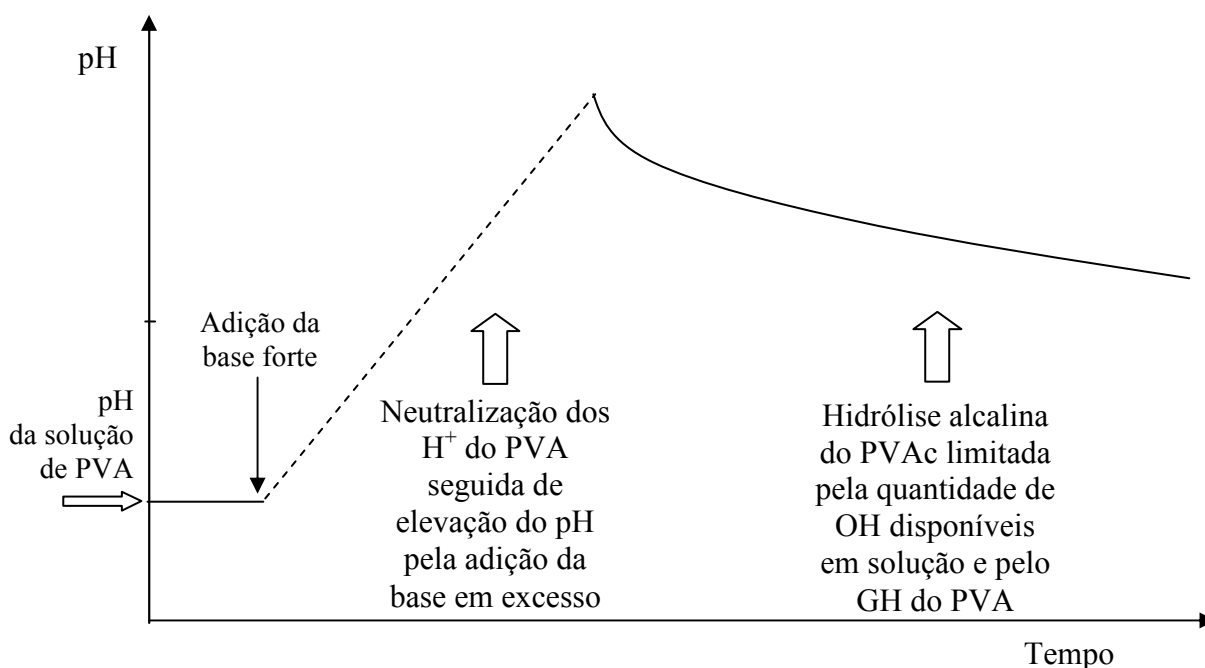 pH
Adição da
base forte
pH
da solução
de PVA
Neutralização dos
H⁺ do PVA
seguida de
elevação do pH
pela adição da
base em excesso
Hidrólise alcalina
do PVAc limitada
pela quantidade de
OH disponíveis
em solução e pelo
GH do PVA
Tempo